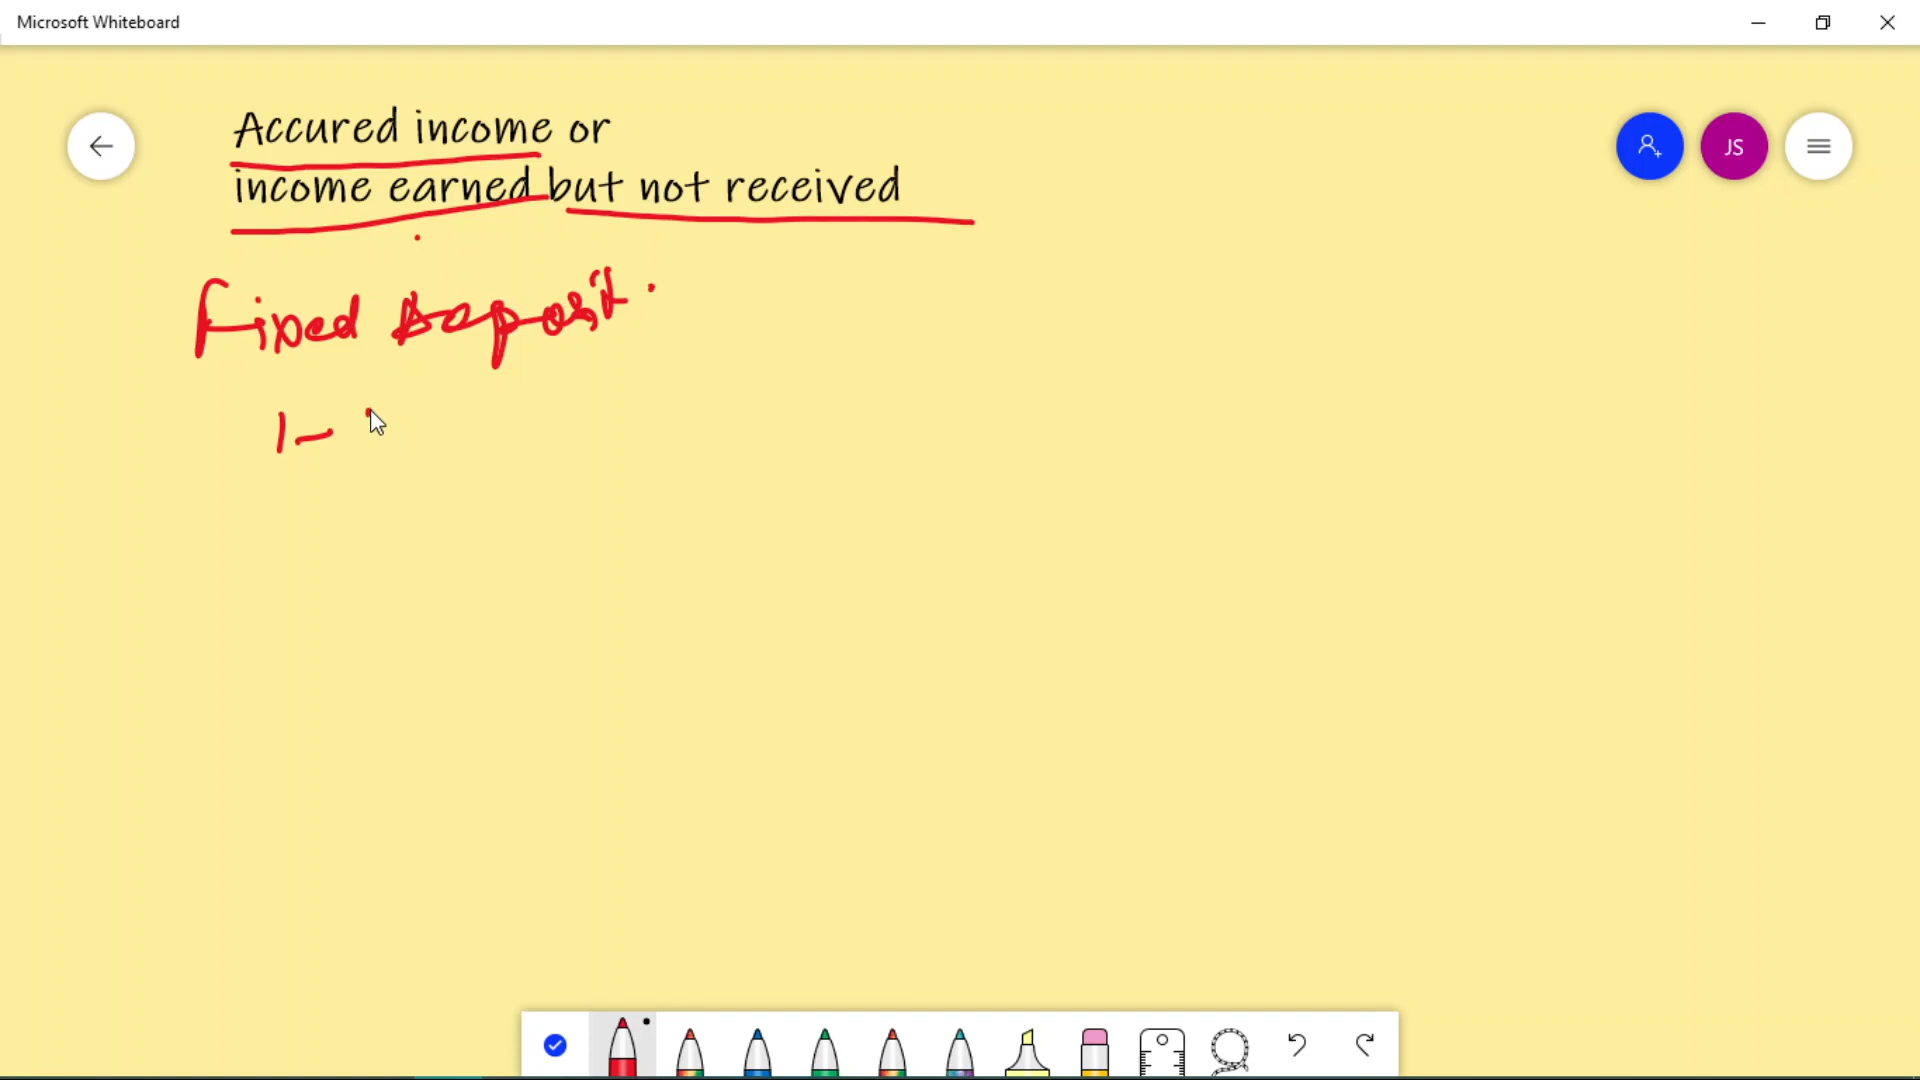 Microsoft Whiteboard
Accured income or
JS
income earned but not received
Fixed Deposit.
1-